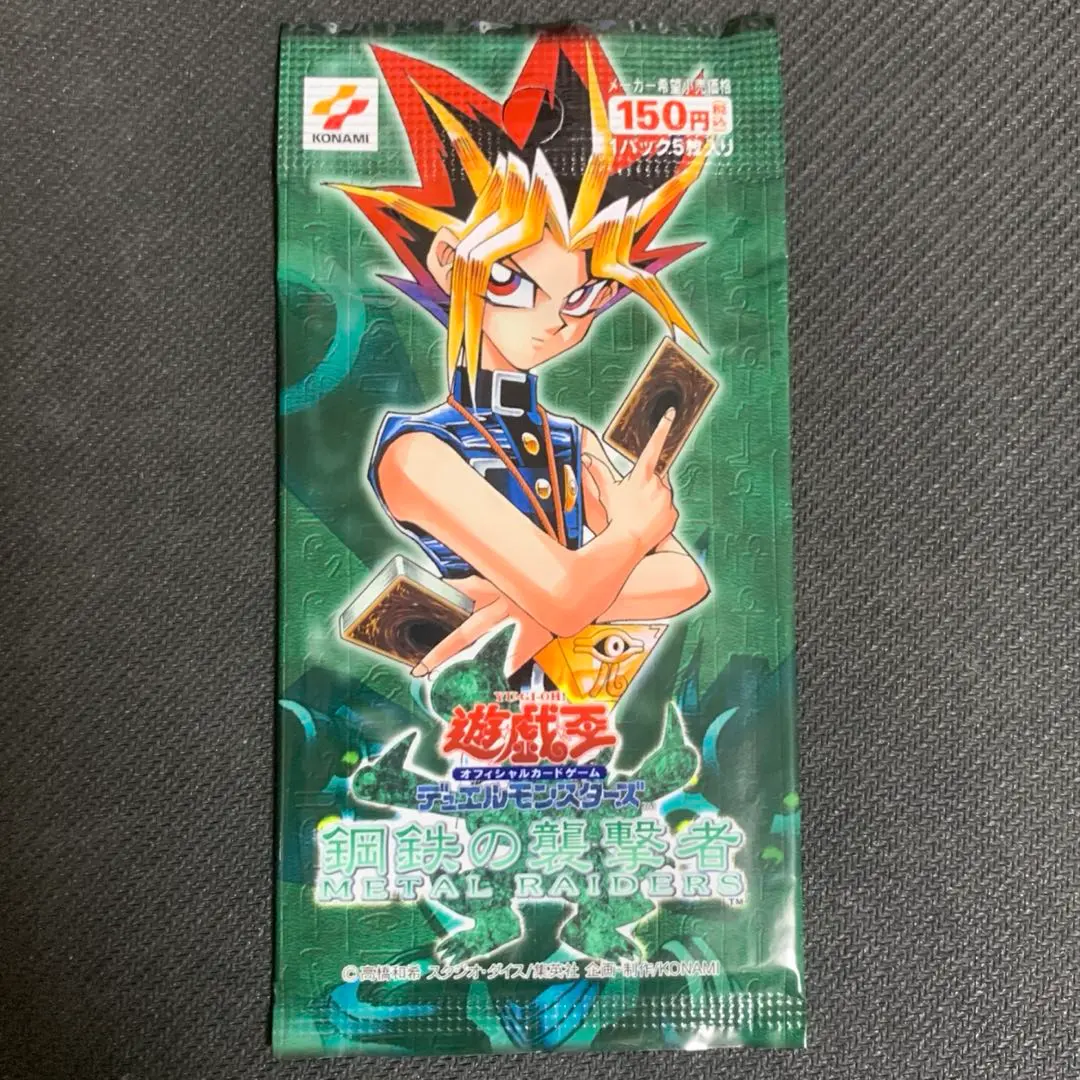 KONAMI
メーカー希望小売価格
150円税込
1パック5枚入り
YU-GI-OH!
遊戯王
オフィシャルカードゲーム
デュエルモンスターズ
鋼鉄の襲撃者
METAL RAIDERS™
©高橋和希 スタジオ・ダイス/集英社 企画・制作/KONAMI